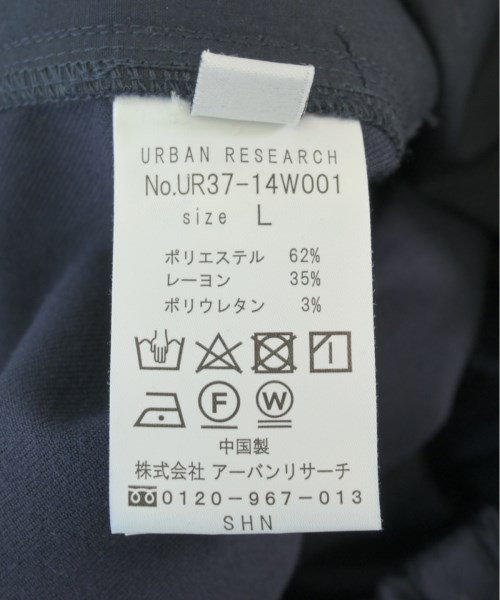 URBAN RESEARCH
No.UR37-14W001
size L
ポリエステル 62%
レーヨン 35%
ポリウレタン 3%
F W
中国製
株式会社 アーバンリサーチ
0120-967-013
SHN